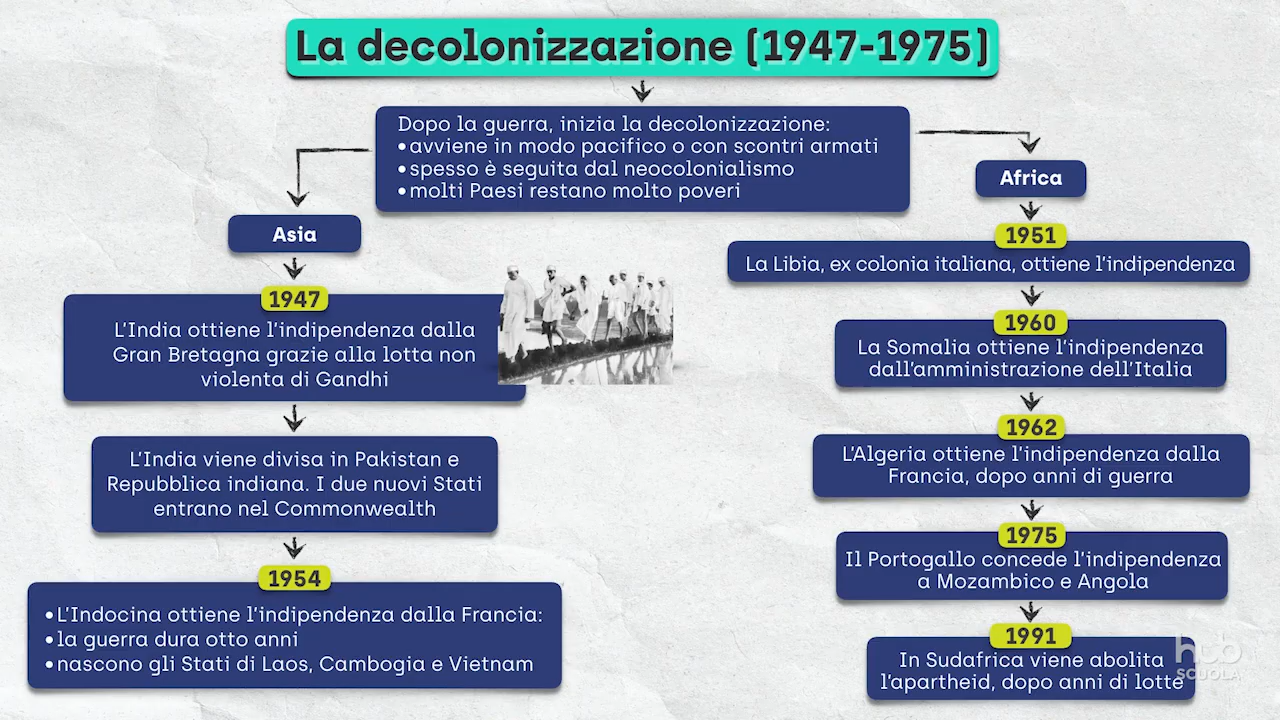 La decolonizzazione (1947-1975)
Dopo la guerra, inizia la decolonizzazione:
•avviene in modo pacifico o con scontri armati
•spesso è seguita dal neocolonialismo
•molti Paesi restano molto poveri
Asia
1947
L'India ottiene l'indipendenza dalla
Gran Bretagna grazie alla lotta non
violenta di Gandhi
L'India viene divisa in Pakistan e
Repubblica indiana. I due nuovi Stati
entrano nel Commonwealth
1954
•L'Indocina ottiene l'indipendenza dalla Francia:
•la guerra dura otto anni
•nascono gli Stati di Laos, Cambogia e Vietnam
Africa
1951
La Libia, ex colonia italiana, ottiene l'indipendenza
1960
La Somalia ottiene l'indipendenza
dall'amministrazione dell'Italia
1962
L'Algeria ottiene l'indipendenza dalla
Francia, dopo anni di guerra
1975
Il Portogallo concede l'indipendenza
a Mozambico e Angola
1991
In Sudafrica viene abolita
l'apartheid, dopo anni di lotte
hub
SCUOLA